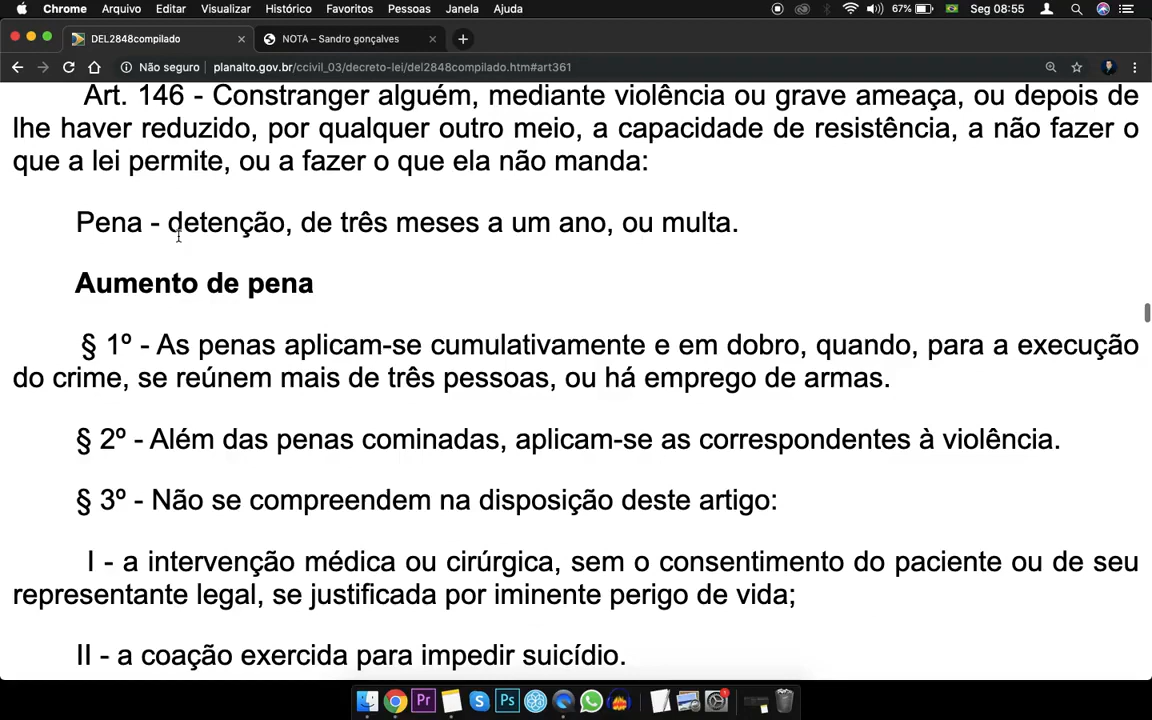 Chrome Arquivo Editar Visualizar Histórico Favoritos Pessoas Janela Ajuda 67% Seg 08:55
DEL2848compilado NOTA – Sandro gonçalves
Não seguro planalto.gov.br/ccivil_03/decreto-lei/del2848compilado.htm#art361
Art. 146 - Constranger alguém, mediante violência ou grave ameaça, ou depois de
lhe haver reduzido, por qualquer outro meio, a capacidade de resistência, a não fazer o
que a lei permite, ou a fazer o que ela não manda:
Pena - detenção, de três meses a um ano, ou multa.
Aumento de pena
§ 1º - As penas aplicam-se cumulativamente e em dobro, quando, para a execução
do crime, se reúnem mais de três pessoas, ou há emprego de armas.
§ 2º - Além das penas cominadas, aplicam-se as correspondentes à violência.
§ 3º - Não se compreendem na disposição deste artigo:
I - a intervenção médica ou cirúrgica, sem o consentimento do paciente ou de seu
representante legal, se justificada por iminente perigo de vida;
II - a coação exercida para impedir suicídio.
Pr Ps